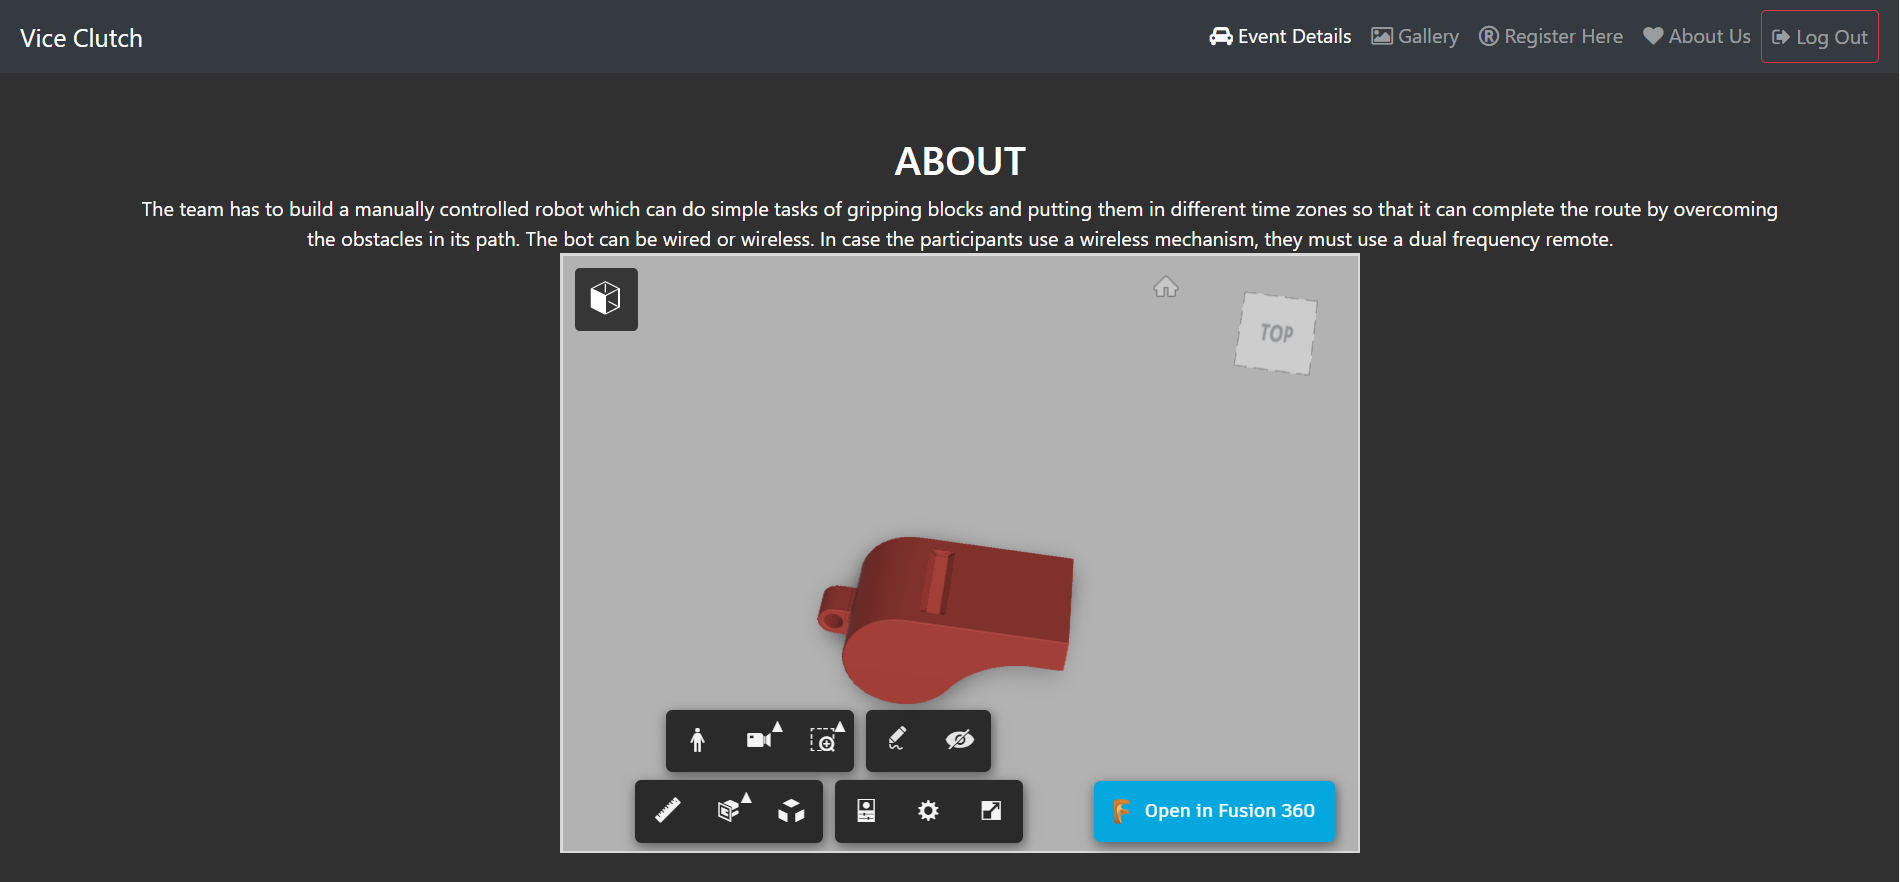 Vice Clutch
Event Details
Gallery
Register Here
About Us
Log Out
ABOUT
The team has to build a manually controlled robot which can do simple tasks of gripping blocks and putting them in different time zones so that it can complete the route by overcoming
the obstacles in its path. The bot can be wired or wireless. In case the participants use a wireless mechanism, they must use a dual frequency remote.
TOP
Open in Fusion 360